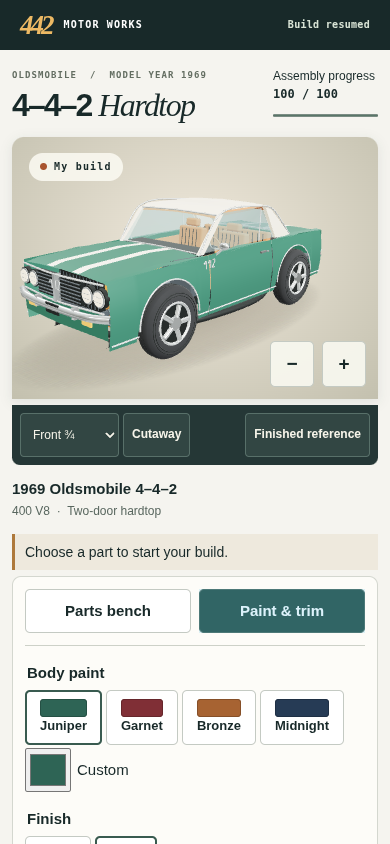 442 MOTOR WORKS
Build resumed
OLDSMOBILE / MODEL YEAR 1969
4–4–2 Hardtop
Assembly progress
100 / 100
My build
442
−
+
Front ¾
Cutaway
Finished reference
1969 Oldsmobile 4–4–2
400 V8 · Two-door hardtop
Choose a part to start your build.
Parts bench
Paint & trim
Body paint
Juniper
Garnet
Bronze
Midnight
Custom
Finish